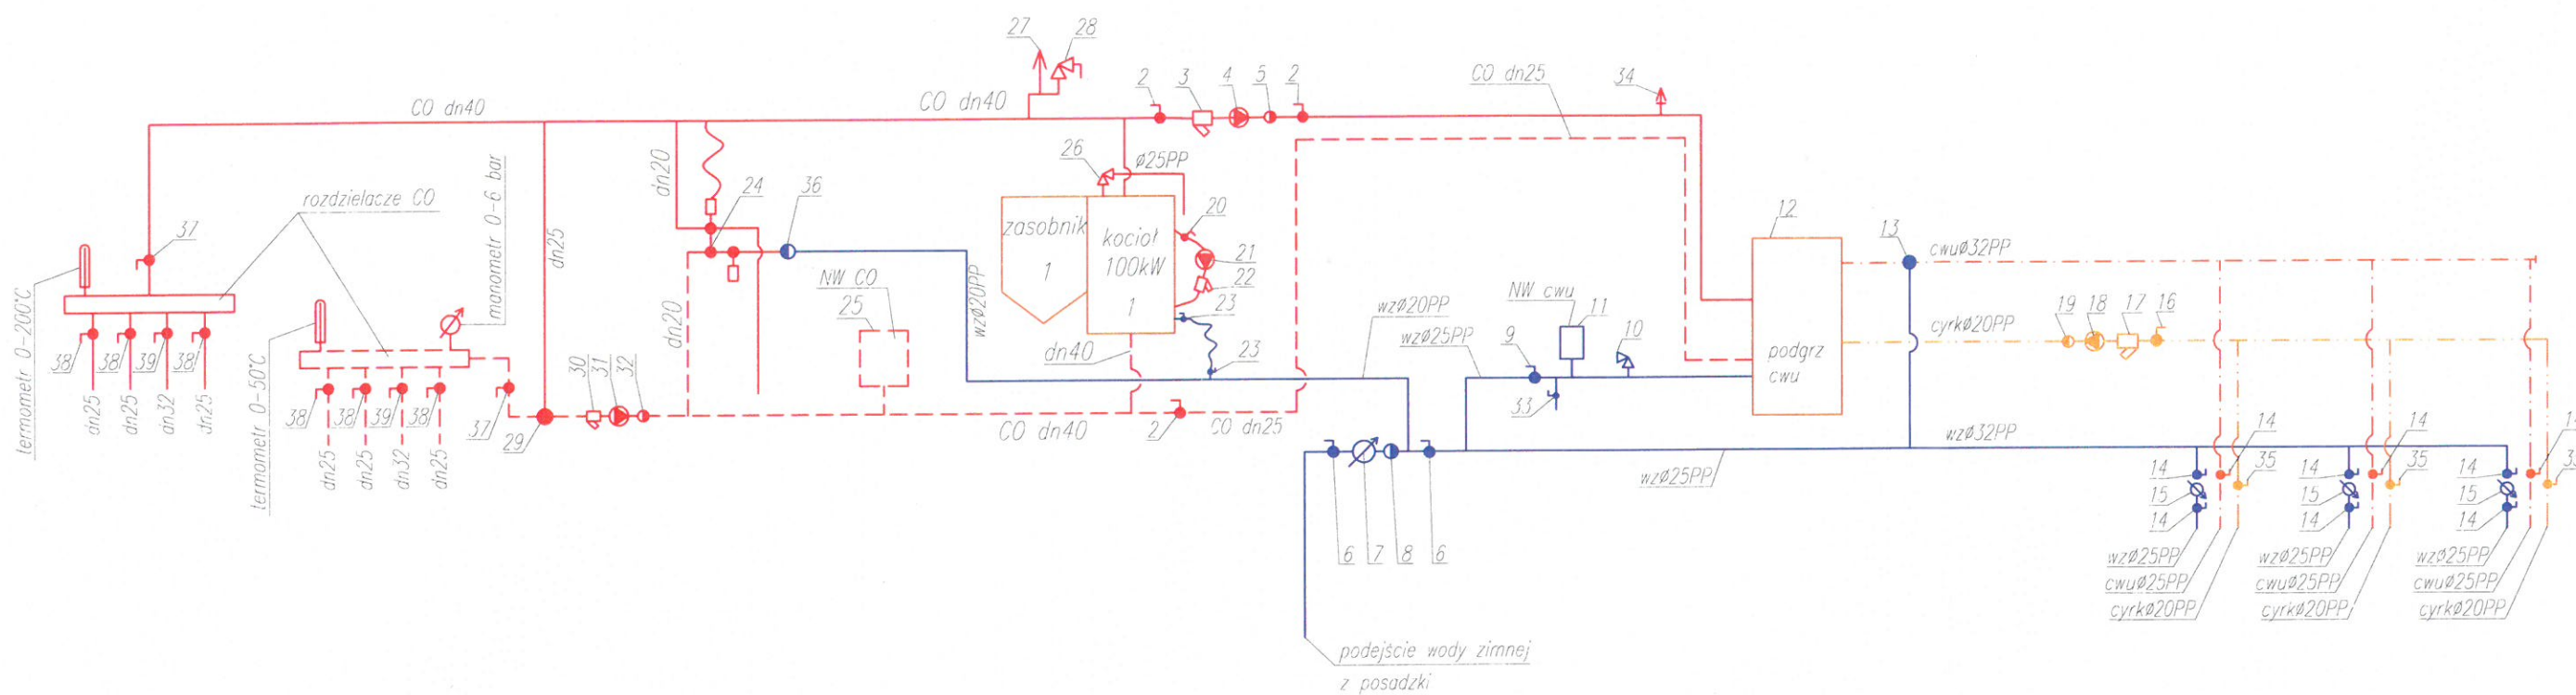 27
28
CO dn40
CO dn40
2
3
4
5
2
CO dn25
34
rozdzielacze CO
manometr 0-6 bar
dn20
24
36
26
ø25PP
20
12
13
cwuø32PP
37
dn25
zasobnik
1
kocioł
100kW
1
21
22
23
23
termometr 0-200°C
38
38
39
38
dn25
dn25
dn32
dn25
termometr 0-50°C
38
38
39
38
dn25
dn25
dn32
dn25
37
29
30
31
32
dn20
NW CO
25
wzø20PP
dn40
CO dn40
2
CO dn25
wzø20PP
wzø25PP
NW cwu
11
9
10
33
podgrz
cwu
cyrkø20PP
19
18
17
16
wzø32PP
wzø25PP
6
7
8
6
podejście wody zimnej
z posadzki
14
15
14
14
35
14
15
14
14
35
14
15
14
wzø25PP
cwuø25PP
cyrkø20PP
wzø25PP
cwuø25PP
cyrkø20PP
wzø25PP
cwuø25PP
cyrkø20PP